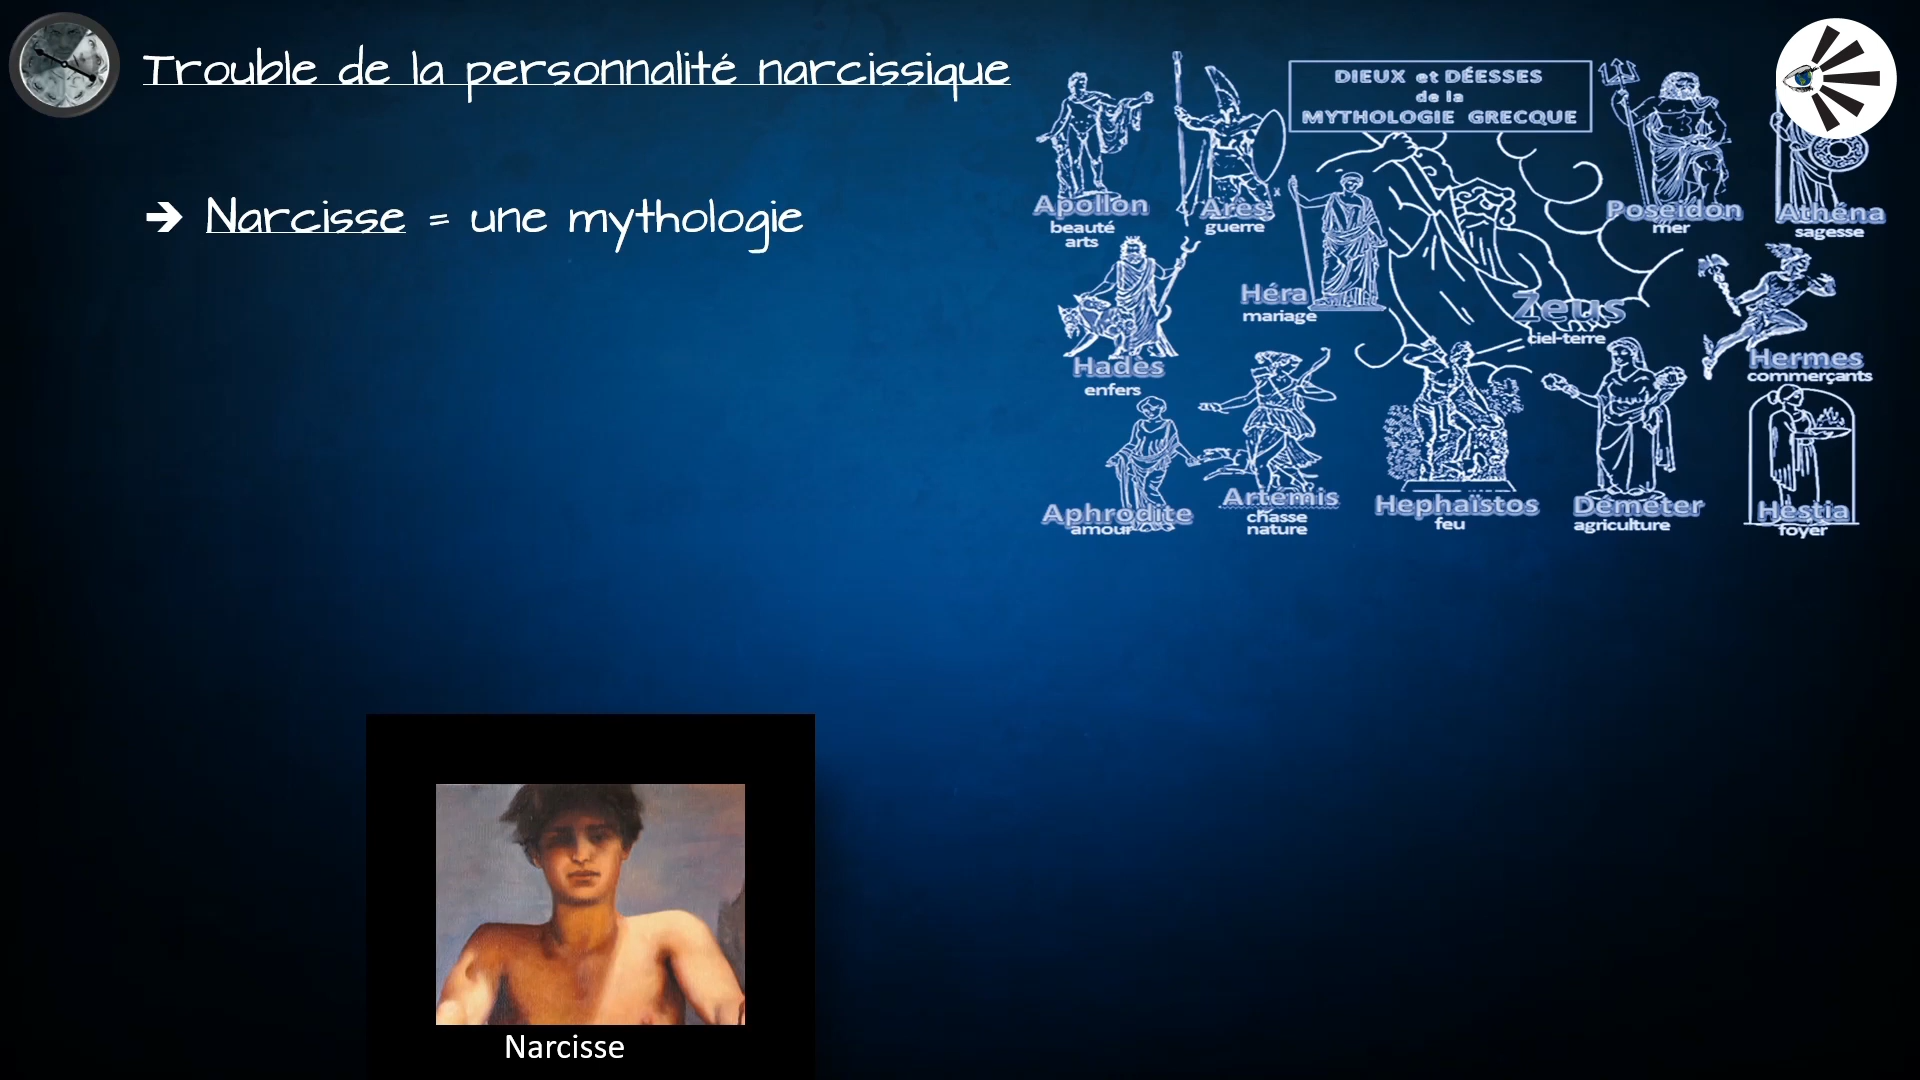 Trouble de la personnalité narcissique
➔ Narcisse = une mythologie
DIEUX et DÉESSES
de la
MYTHOLOGIE GRECQUE
Apollon
beauté
arts
Arès
guerre
Poseidon
mer
Athéna
sagesse
Héra
mariage
Zeus
ciel-terre
Hadès
enfers
Hermes
commerçants
Aphrodite
amour
Artémis
chasse
nature
Hephaïstos
feu
Déméter
agriculture
Hestia
foyer
Narcisse